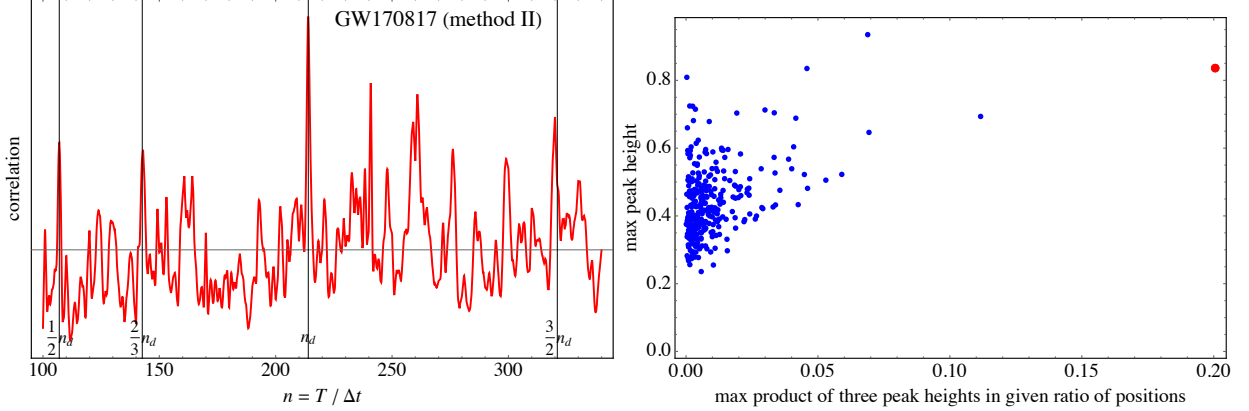 GW170817 (method II)
correlation
1/2 n_d
2/3 n_d
n_d
3/2 n_d
100 150 200 250 300
n = T / Δt
max peak height
0.8
0.6
0.4
0.2
0.0
0.00 0.05 0.10 0.15 0.20
max product of three peak heights in given ratio of positions